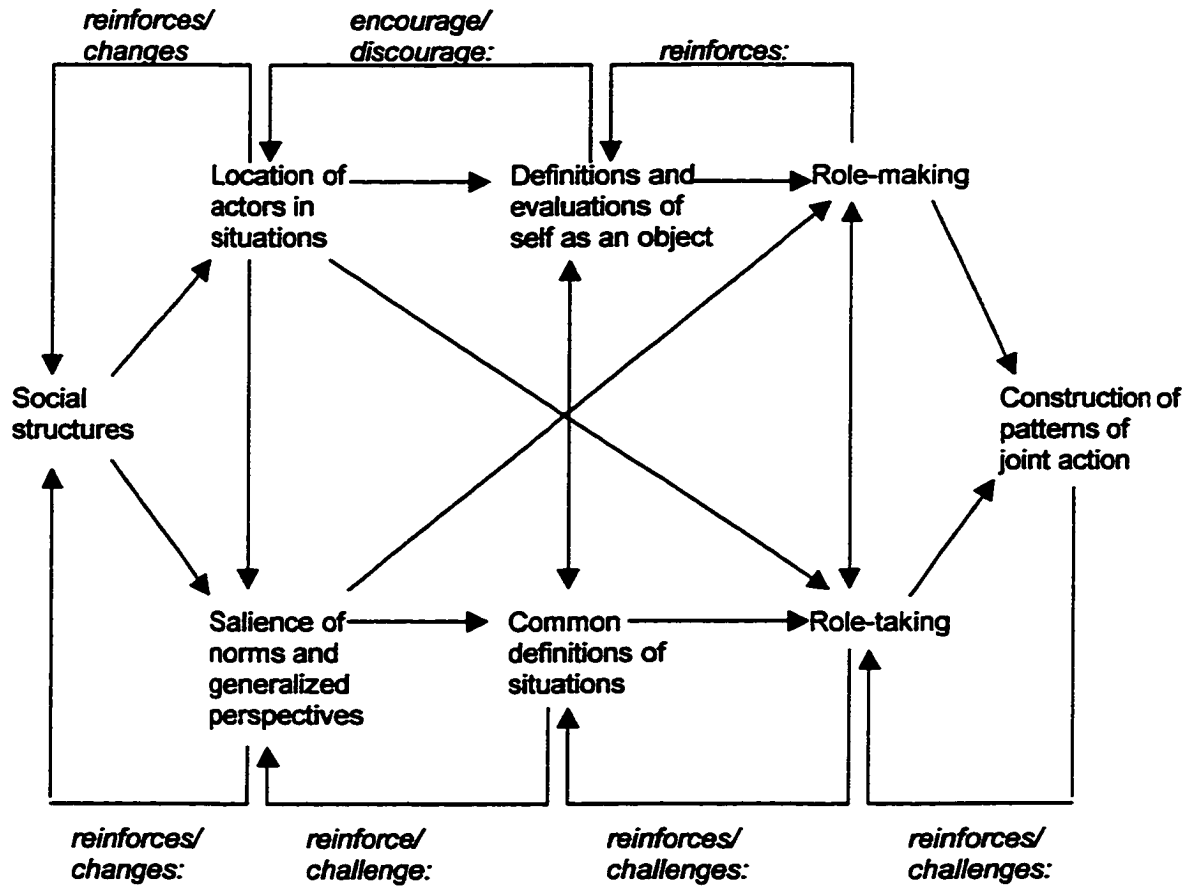 reinforces/
changes
encourage/
discourage:
reinforces:
Location of
actors in
situations
Definitions and
evaluations of
self as an object
Role-making
Social
structures
Construction of
patterns of
joint action
Salience of
norms and
generalized
perspectives
Common
definitions of
situations
Role-taking
reinforces/
changes:
reinforce/
challenge:
reinforces/
challenges:
reinforces/
challenges: